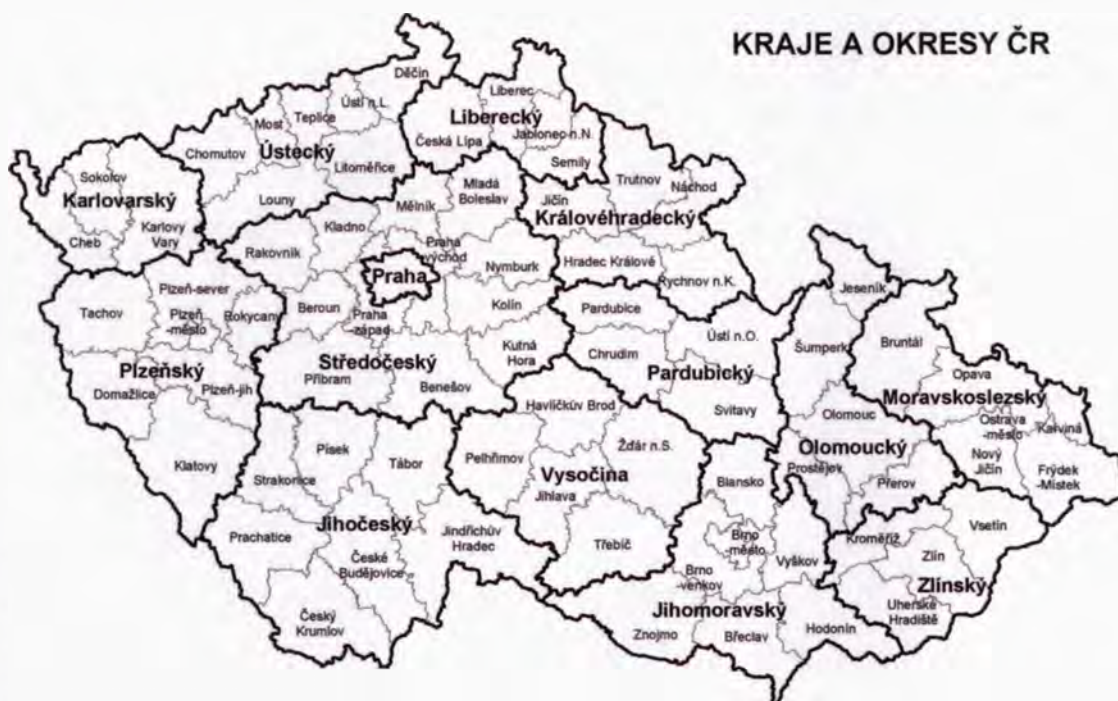 KRAJE A OKRESY ČR
Děčín
Liberec
Ústí n.L.
Teplice
Most
Liberecký
Jablonec n.N.
Česká Lípa
Chomutov
Ústecký
Litoměřice
Semily
Sokolov
Trutnov
Náchod
Karlovarský
Louny
Mladá
Boleslav
Jičín
Mělník
Královéhradecký
Karlovy
Vary
Kladno
Cheb
Rakovník
Praha
-východ
Nymburk
Hradec Králové
Praha
Rychnov n.K.
Jeseník
Plzeň-sever
Tachov
Plzeň
-město
Rokycany
Beroun
Praha
-západ
Kolín
Pardubice
Ústí n.O.
Šumperk
Bruntál
Kutná
Hora
Chrudim
Středočeský
Plzeňský
Příbram
Benešov
Pardubický
Opava
Domažlice
Plzeň-jih
Moravskoslezský
Svitavy
Havlíčkův Brod
Olomouc
Ostrava
-město
Karviná
Písek
Olomoucký
Klatovy
Tábor
Pelhřimov
Žďár n.S.
Nový
Jičín
Strakonice
Vysočina
Prostějov
Přerov
Frýdek
-Místek
Blansko
Jihlava
Jihočeský
Vsetín
Prachatice
Jindřichův
Hradec
Třebíč
Brno
-město
Kroměříž
Zlín
České
Budějovice
Vyškov
Brno
-venkov
Zlínský
Jihomoravský
Uherské
Hradiště
Český
Krumlov
Znojmo
Břeclav
Hodonín